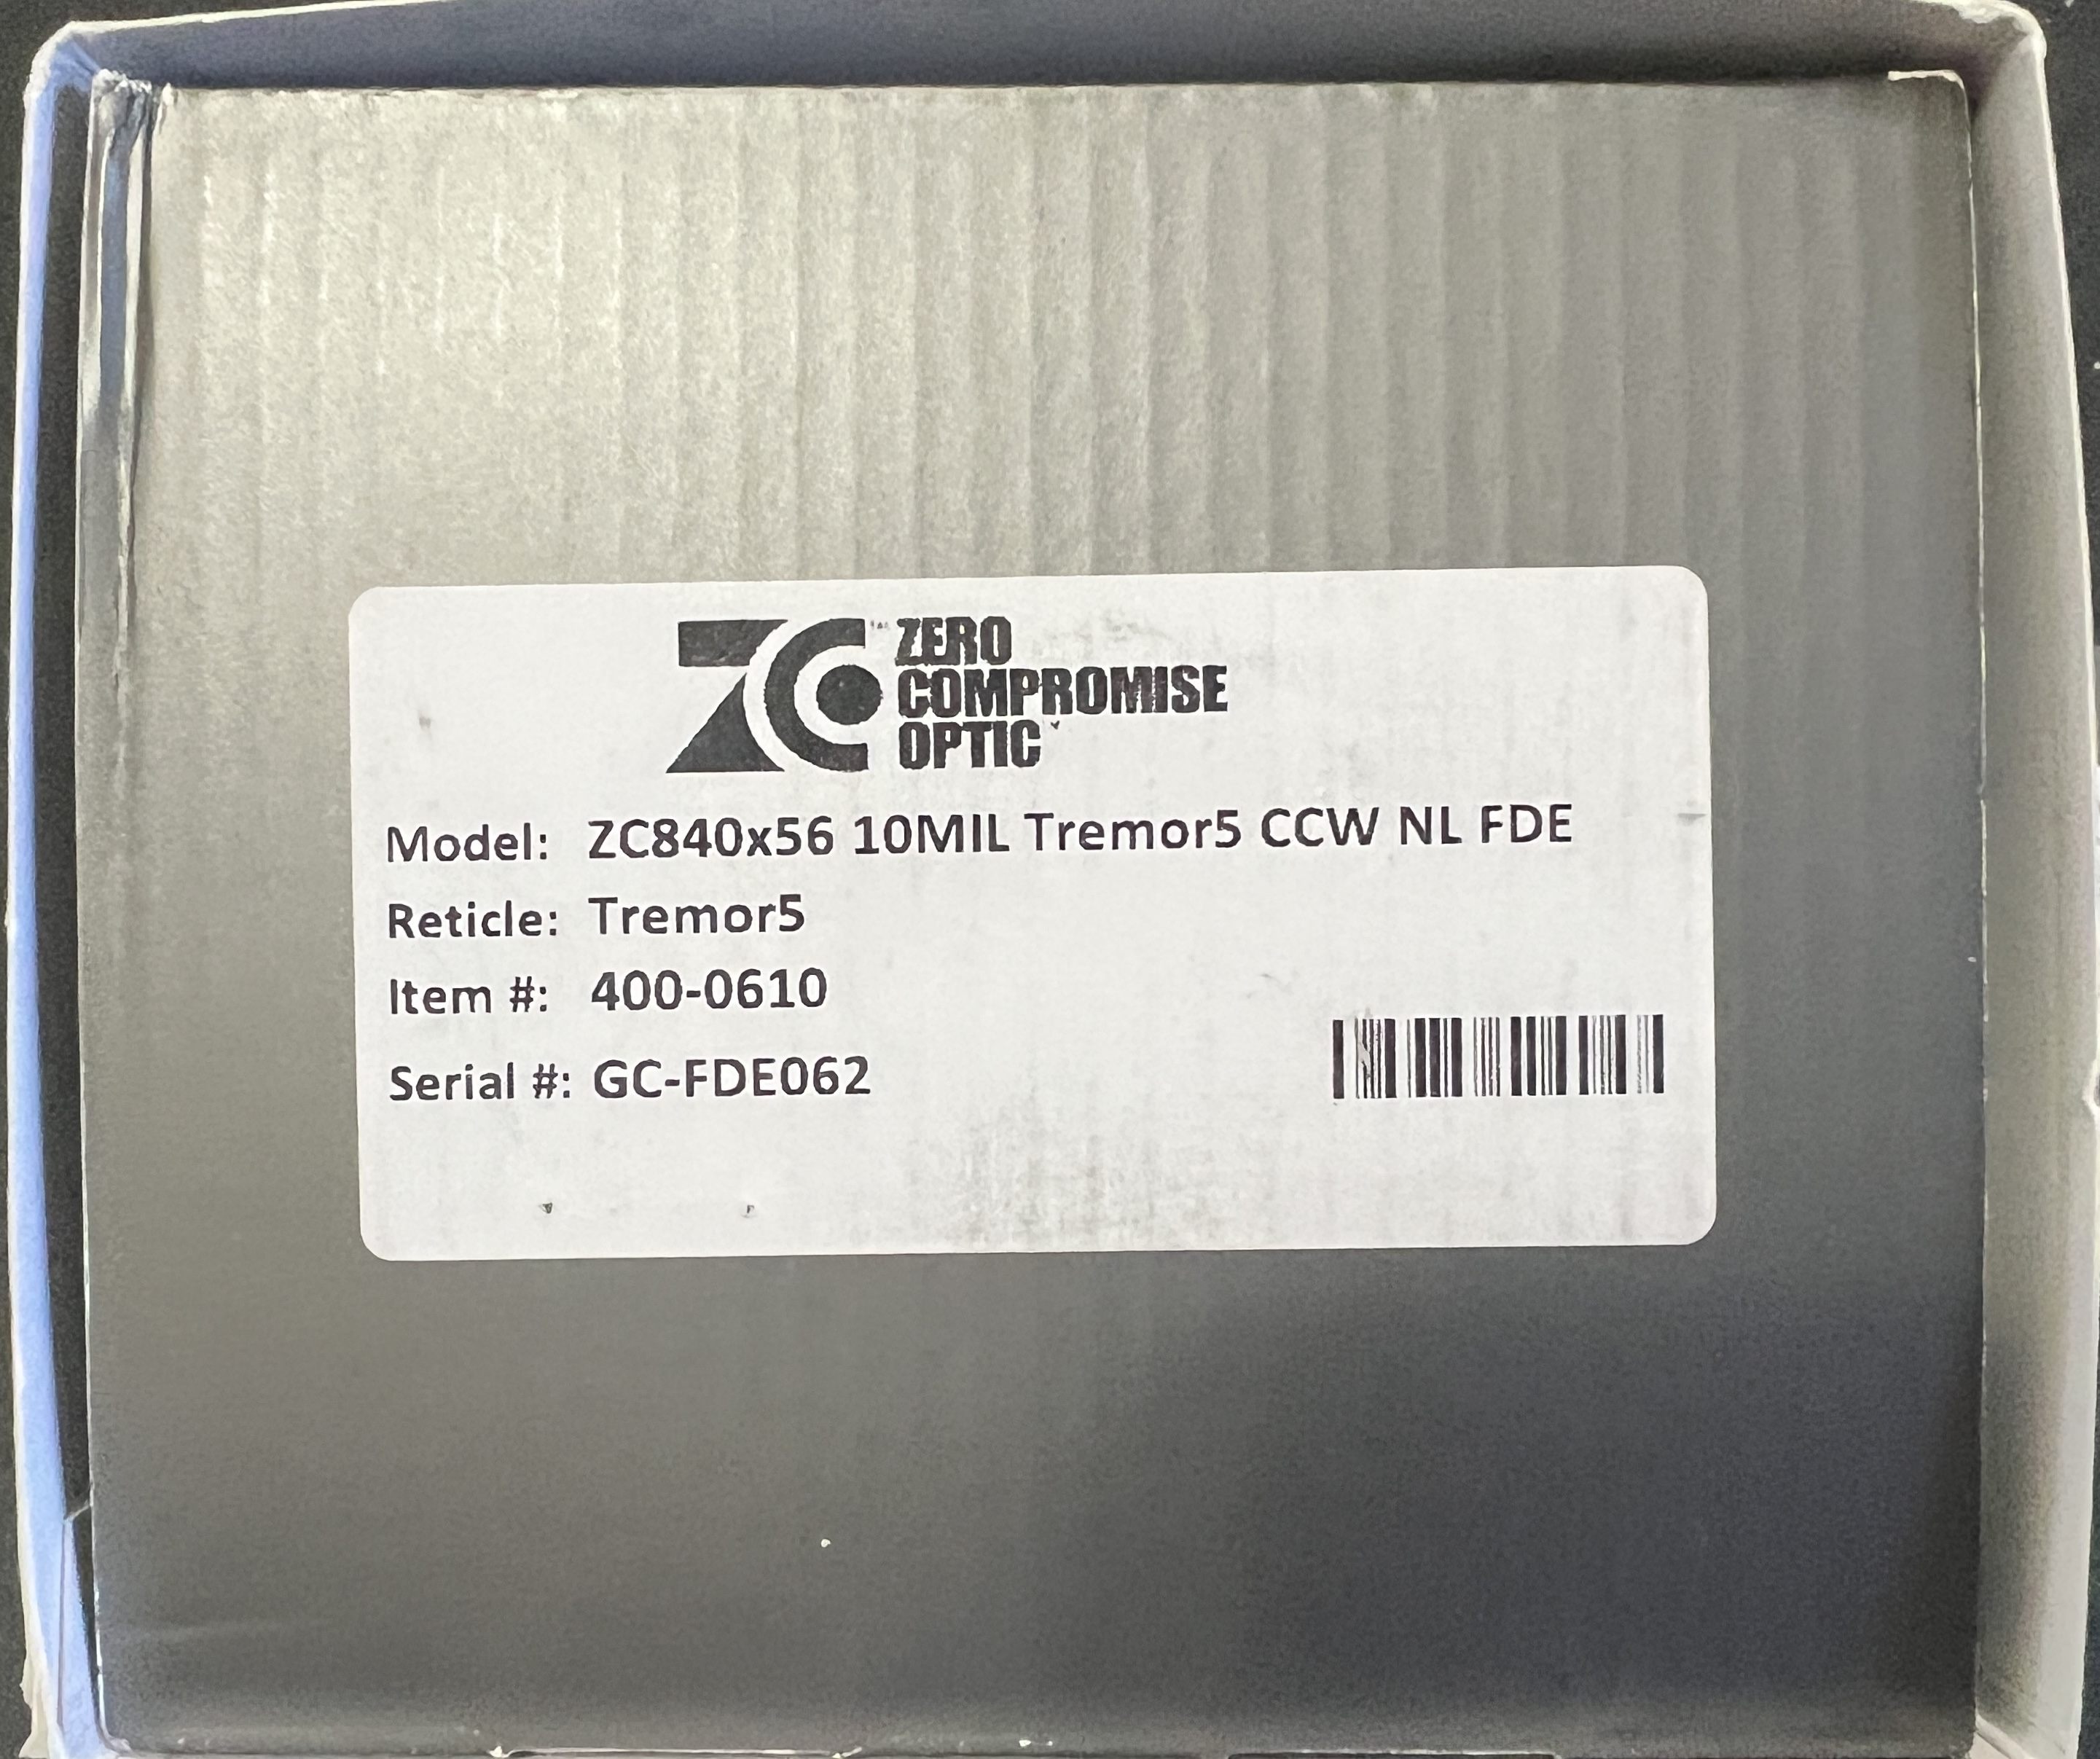 ZERO
COMPROMISE
OPTIC
Model: ZC840x56 10MIL Tremor5 CCW NL FDE
Reticle: Tremor5
Item #: 400-0610
Serial #: GC-FDE062